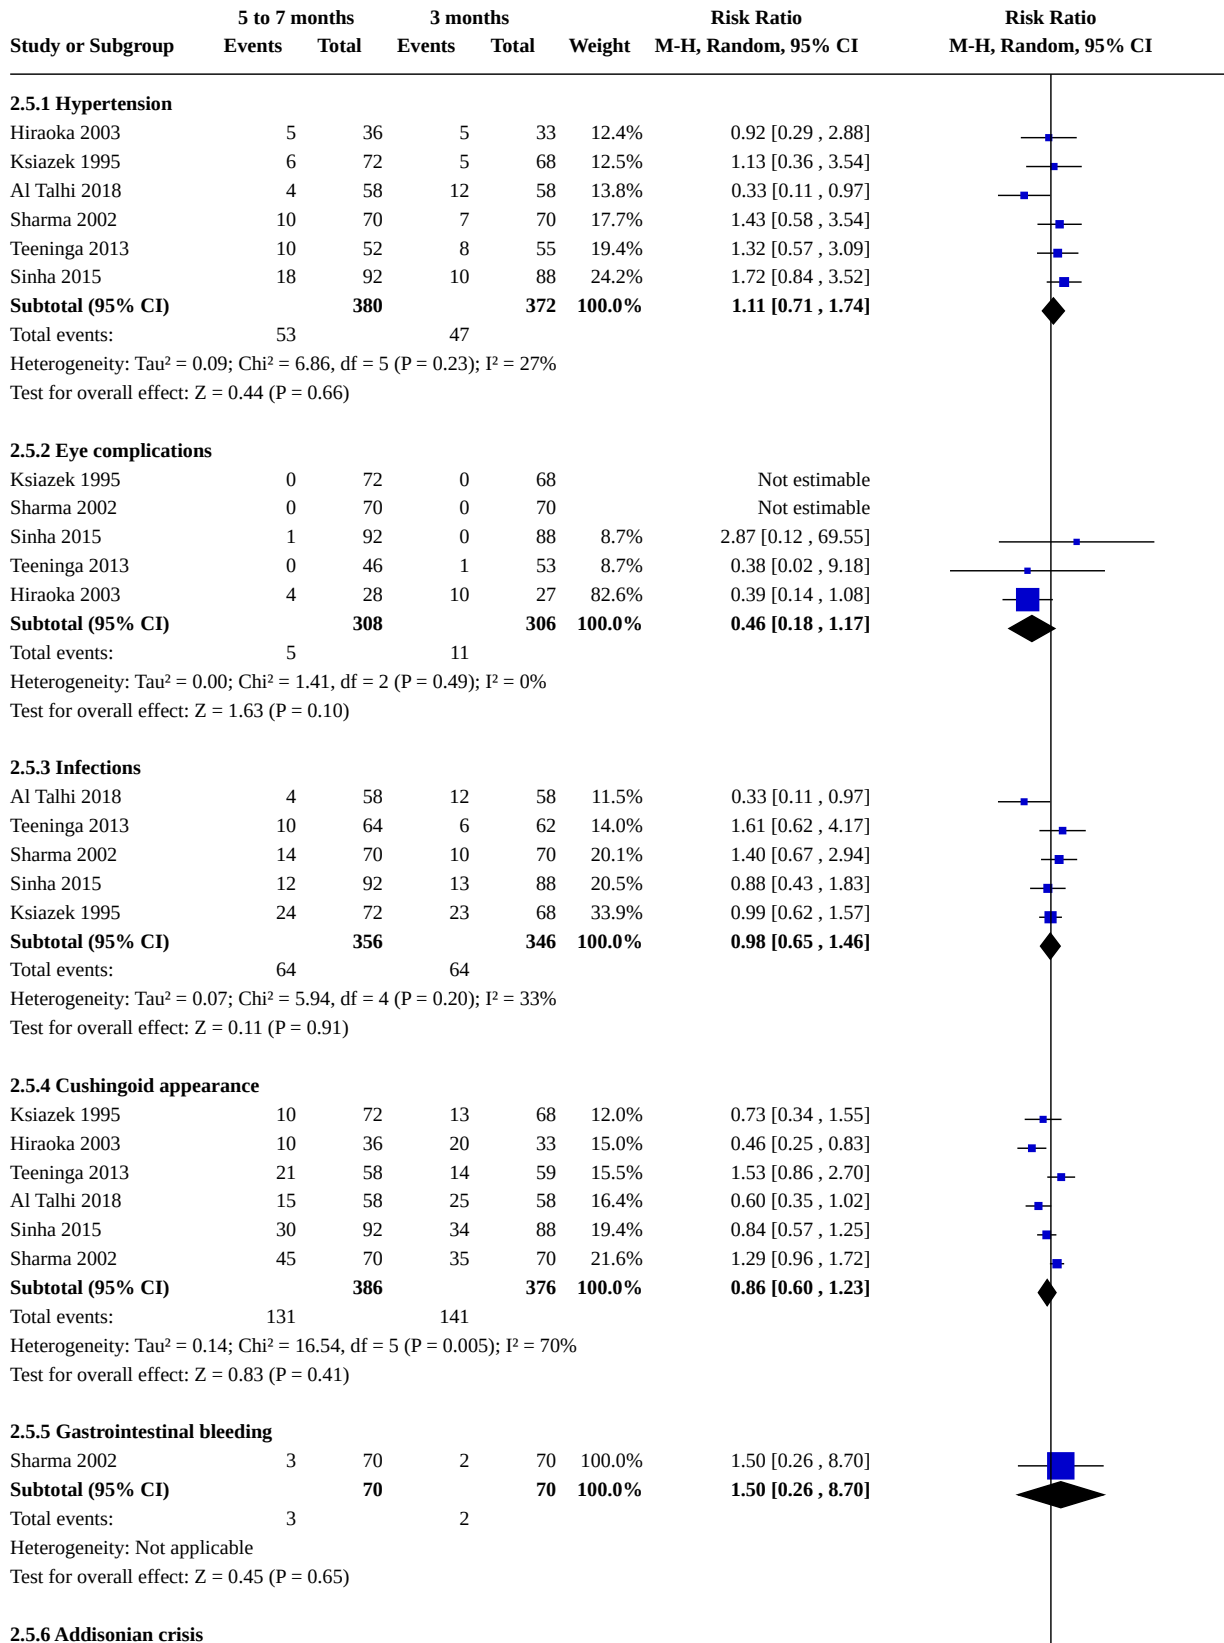 5 to 7 months 3 months Risk Ratio Risk Ratio
Study or Subgroup Events Total Events Total Weight M-H, Random, 95% CI M-H, Random, 95% CI
2.5.1 Hypertension
Hiraoka 2003 5 36 5 33 12.4% 0.92 [0.29 , 2.88]
Ksiazek 1995 6 72 5 68 12.5% 1.13 [0.36 , 3.54]
Al Talhi 2018 4 58 12 58 13.8% 0.33 [0.11 , 0.97]
Sharma 2002 10 70 7 70 17.7% 1.43 [0.58 , 3.54]
Teeninga 2013 10 52 8 55 19.4% 1.32 [0.57 , 3.09]
Sinha 2015 18 92 10 88 24.2% 1.72 [0.84 , 3.52]
Subtotal (95% CI) 380 372 100.0% 1.11 [0.71 , 1.74]
Total events: 53 47
Heterogeneity: Tau² = 0.09; Chi² = 6.86, df = 5 (P = 0.23); I² = 27%
Test for overall effect: Z = 0.44 (P = 0.66)
2.5.2 Eye complications
Ksiazek 1995 0 72 0 68 Not estimable
Sharma 2002 0 70 0 70 Not estimable
Sinha 2015 1 92 0 88 8.7% 2.87 [0.12 , 69.55]
Teeninga 2013 0 46 1 53 8.7% 0.38 [0.02 , 9.18]
Hiraoka 2003 4 28 10 27 82.6% 0.39 [0.14 , 1.08]
Subtotal (95% CI) 308 306 100.0% 0.46 [0.18 , 1.17]
Total events: 5 11
Heterogeneity: Tau² = 0.00; Chi² = 1.41, df = 2 (P = 0.49); I² = 0%
Test for overall effect: Z = 1.63 (P = 0.10)
2.5.3 Infections
Al Talhi 2018 4 58 12 58 11.5% 0.33 [0.11 , 0.97]
Teeninga 2013 10 64 6 62 14.0% 1.61 [0.62 , 4.17]
Sharma 2002 14 70 10 70 20.1% 1.40 [0.67 , 2.94]
Sinha 2015 12 92 13 88 20.5% 0.88 [0.43 , 1.83]
Ksiazek 1995 24 72 23 68 33.9% 0.99 [0.62 , 1.57]
Subtotal (95% CI) 356 346 100.0% 0.98 [0.65 , 1.46]
Total events: 64 64
Heterogeneity: Tau² = 0.07; Chi² = 5.94, df = 4 (P = 0.20); I² = 33%
Test for overall effect: Z = 0.11 (P = 0.91)
2.5.4 Cushingoid appearance
Ksiazek 1995 10 72 13 68 12.0% 0.73 [0.34 , 1.55]
Hiraoka 2003 10 36 20 33 15.0% 0.46 [0.25 , 0.83]
Teeninga 2013 21 58 14 59 15.5% 1.53 [0.86 , 2.70]
Al Talhi 2018 15 58 25 58 16.4% 0.60 [0.35 , 1.02]
Sinha 2015 30 92 34 88 19.4% 0.84 [0.57 , 1.25]
Sharma 2002 45 70 35 70 21.6% 1.29 [0.96 , 1.72]
Subtotal (95% CI) 386 376 100.0% 0.86 [0.60 , 1.23]
Total events: 131 141
Heterogeneity: Tau² = 0.14; Chi² = 16.54, df = 5 (P = 0.005); I² = 70%
Test for overall effect: Z = 0.83 (P = 0.41)
2.5.5 Gastrointestinal bleeding
Sharma 2002 3 70 2 70 100.0% 1.50 [0.26 , 8.70]
Subtotal (95% CI) 70 70 100.0% 1.50 [0.26 , 8.70]
Total events: 3 2
Heterogeneity: Not applicable
Test for overall effect: Z = 0.45 (P = 0.65)
2.5.6 Addisonian crisis